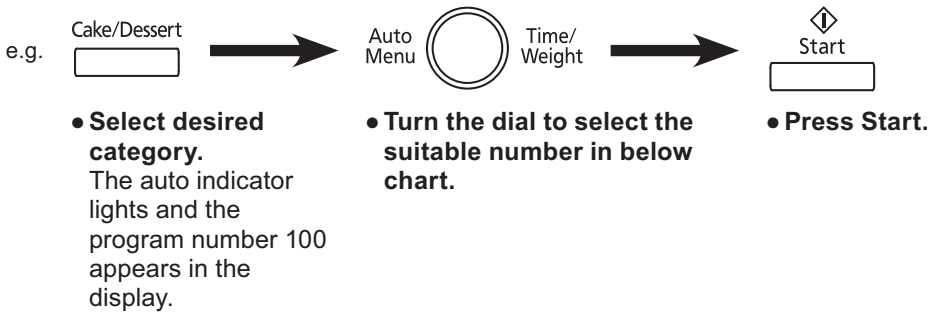 e.g.
Cake/Dessert
Auto
Menu
Time/
Weight
Start
● Select desired
category.
The auto indicator
lights and the
program number 100
appears in the
display.
● Turn the dial to select the
suitable number in below
chart.
● Press Start.